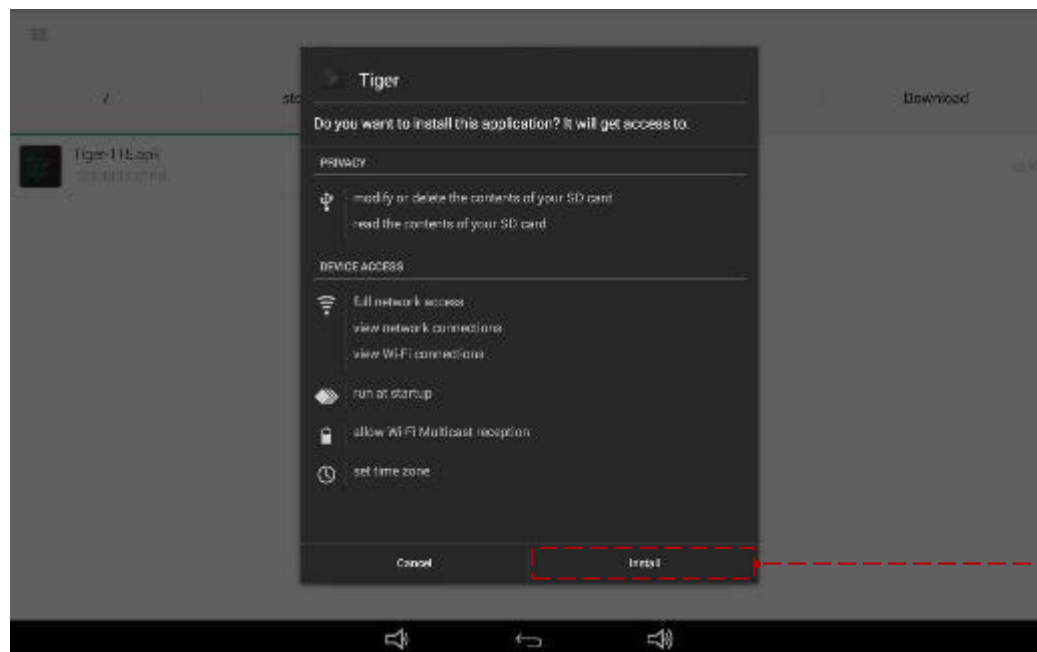 /
Download
Tiger-115.apk
Tiger
Do you want to install this application? It will get access to:
PRIVACY
modify or delete the contents of your SD card
read the contents of your SD card
DEVICE ACCESS
full network access
view network connections
view Wi-Fi connections
run at startup
allow Wi-Fi Multicast reception
set time zone
Cancel Install